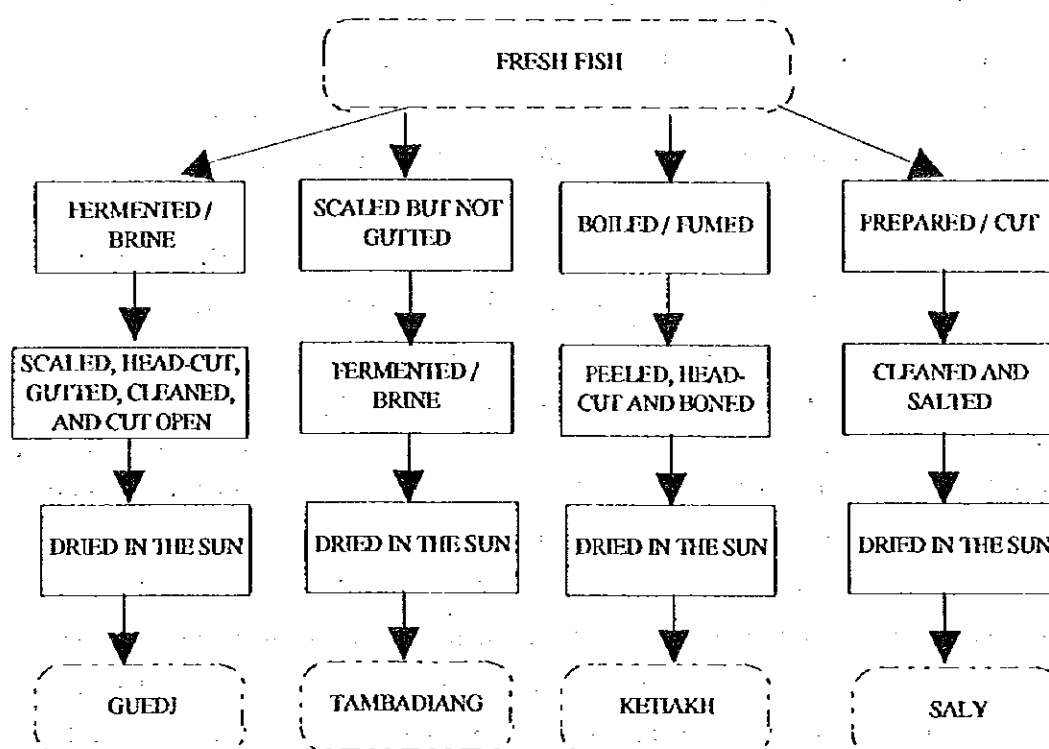 FRESH FISH
FERMENTED /
BRINE
SCALED BUT NOT
GUTTED
BOILED / FUMED
PREPARED / CUT
SCALED, HEAD-CUT,
GUTTED, CLEANED,
AND CUT OPEN
FERMENTED /
BRINE
PEELED, HEAD-
CUT AND BONED
CLEANED AND
SALTED
DRIED IN THE SUN
DRIED IN THE SUN
DRIED IN THE SUN
DRIED IN THE SUN
GUEDJ
TAMBADIANG
KETIAKH
SALY